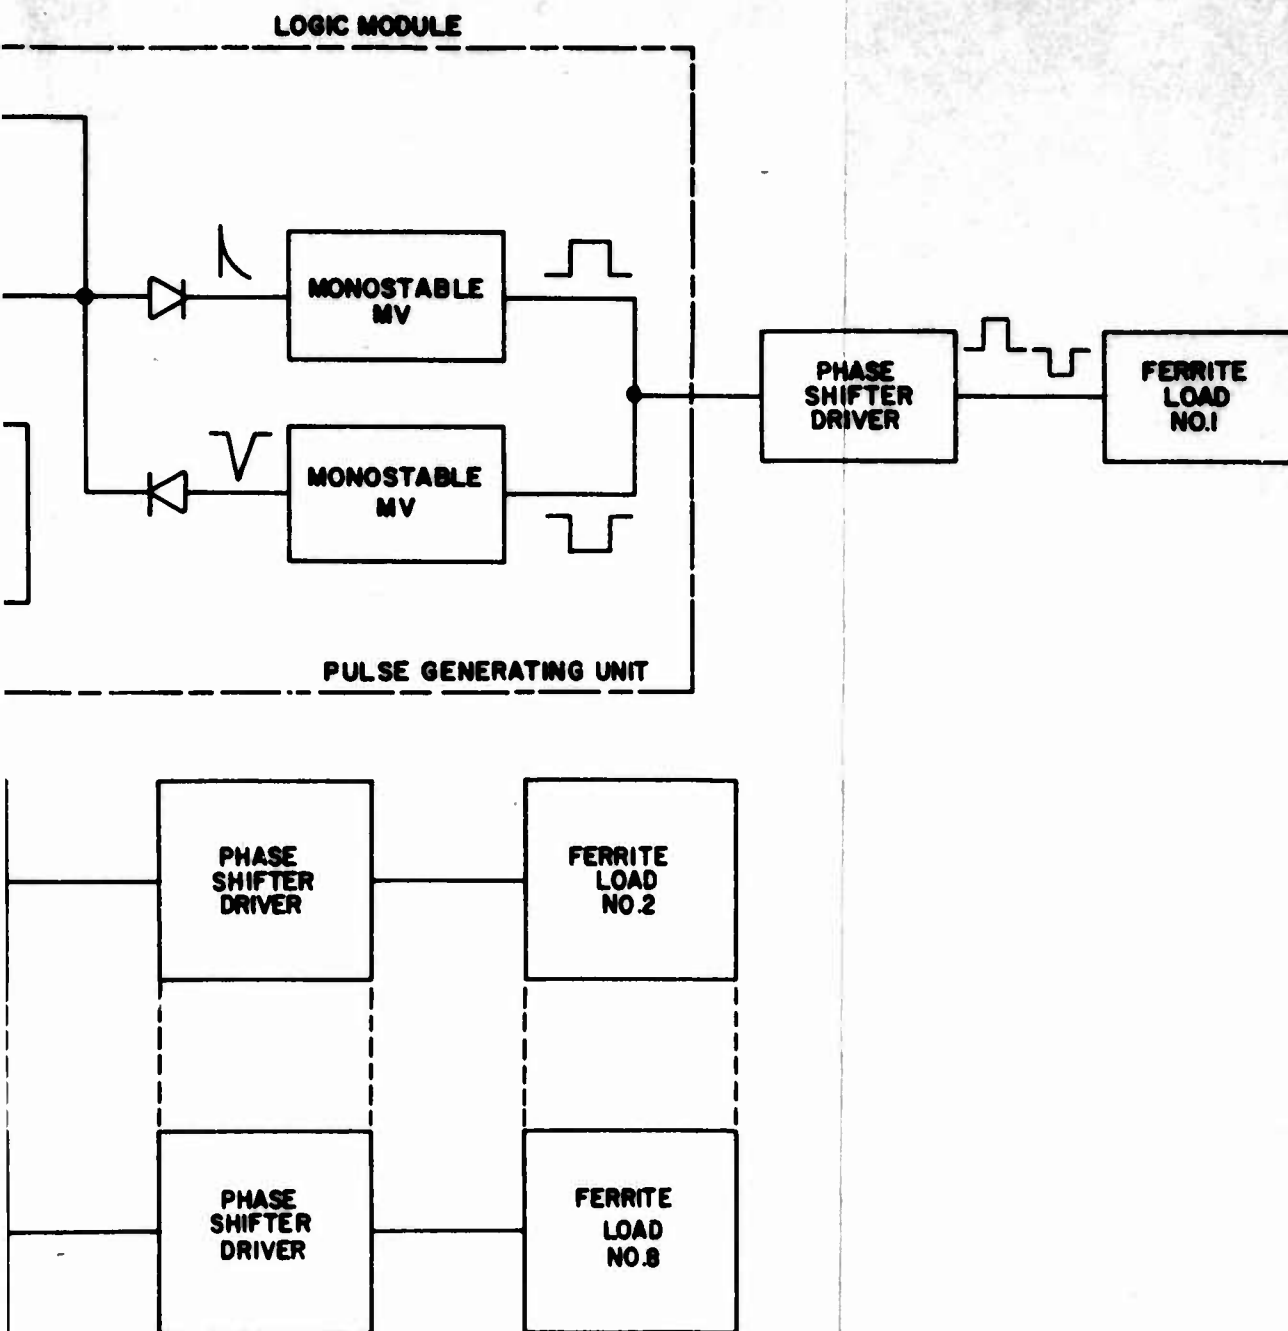 LOGIC MODULE
MONOSTABLE
MV
PHASE
SHIFTER
DRIVER
FERRITE
LOAD
NO.1
MONOSTABLE
MV
PULSE GENERATING UNIT
PHASE
SHIFTER
DRIVER
FERRITE
LOAD
NO.2
PHASE
SHIFTER
DRIVER
FERRITE
LOAD
NO.8